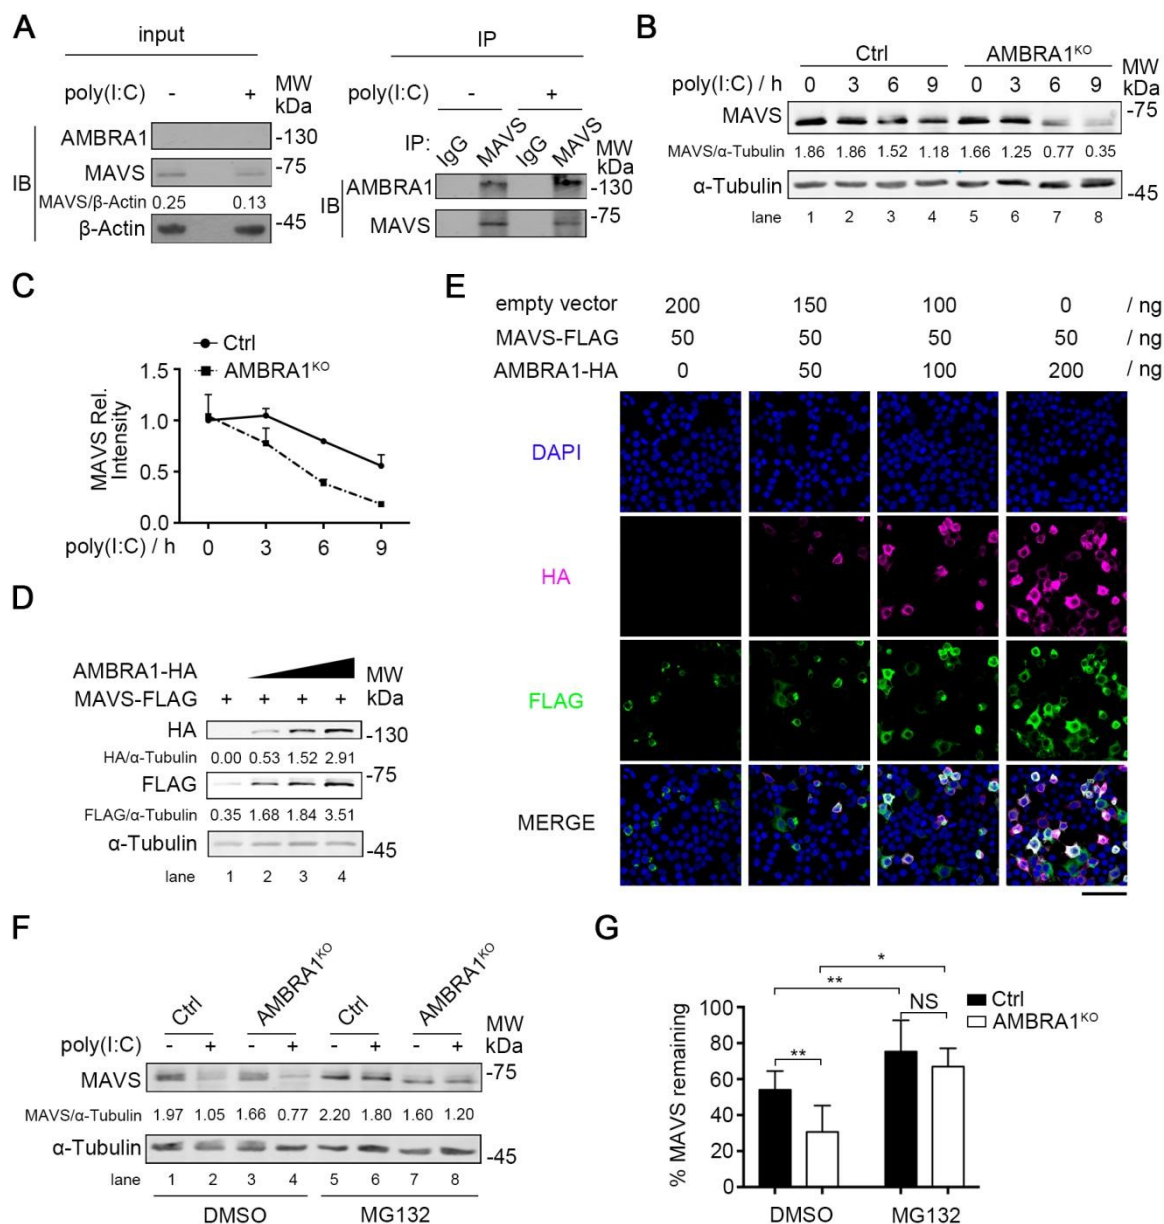 A
input
IP
poly(I:C)
-
+
MW
kDa
AMBRA1
-130
MAVS
-75
MAVS/β-Actin
0.25
0.13
β-Actin
-45
IB
poly(I:C)
-
+
IP:
IgG
MAVS
IgG
MAVS
MW
kDa
AMBRA1
-130
IB
-75
MAVS
B
Ctrl
AMBRA1KO
poly(I:C) / h 0 3 6 9 0 3 6 9
MW
kDa
MAVS
-75
MAVS/α-Tubulin 1.86 1.86 1.52 1.18 1.66 1.25 0.77 0.35
α-Tubulin
-45
lane 1 2 3 4 5 6 7 8
C
Ctrl
AMBRA1KO
MAVS Rel.
Intensity
1.5
1.0
0.5
0.0
poly(I:C) / h 0 3 6 9
D
AMBRA1-HA
MAVS-FLAG + + + +
MW
kDa
HA
-130
HA/α-Tubulin 0.00 0.53 1.52 2.91
-75
FLAG
FLAG/α-Tubulin 0.35 1.68 1.84 3.51
α-Tubulin
-45
lane 1 2 3 4
E
empty vector 200 150 100 0 / ng
MAVS-FLAG 50 50 50 50 / ng
AMBRA1-HA 0 50 100 200 / ng
DAPI
HA
FLAG
MERGE
F
Ctrl
AMBRA1KO
Ctrl
AMBRA1KO
poly(I:C) - + - + - + - +
MW
kDa
MAVS
-75
MAVS/α-Tubulin 1.97 1.05 1.66 0.77 2.20 1.80 1.60 1.20
α-Tubulin
-45
lane 1 2 3 4 5 6 7 8
DMSO
MG132
G
% MAVS remaining
100
80
60
40
20
0
**
**
*
NS
Ctrl
AMBRA1KO
DMSO
MG132